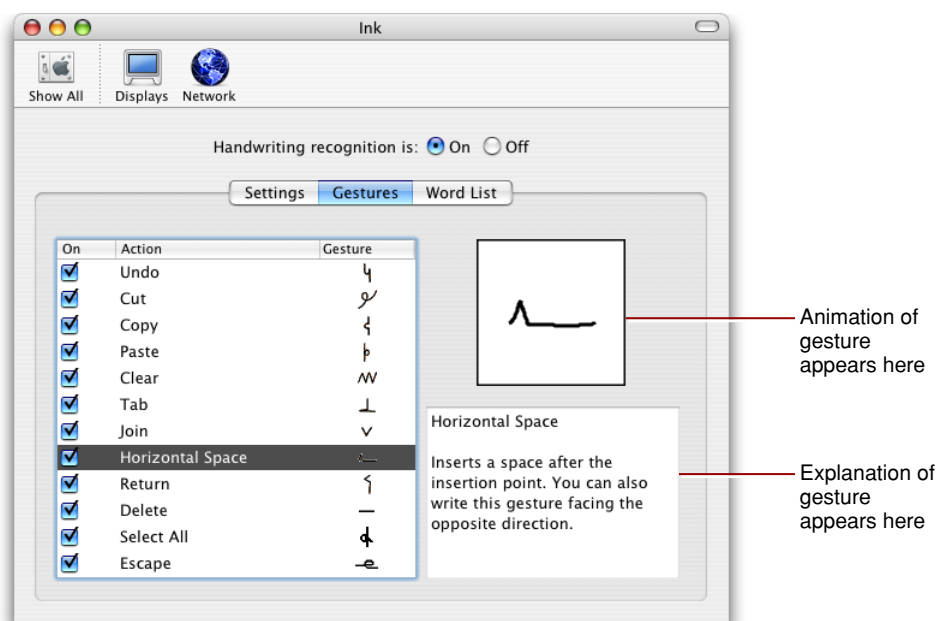 Ink
Show All
Displays
Network
Handwriting recognition is: On Off
Settings
Gestures
Word List
On Action Gesture
Undo
Cut
Copy
Paste
Clear
Tab
Join
Horizontal Space
Return
Delete
Select All
Escape
Horizontal Space
Inserts a space after the
insertion point. You can also
write this gesture facing the
opposite direction.
Animation of
gesture
appears here
Explanation of
gesture
appears here